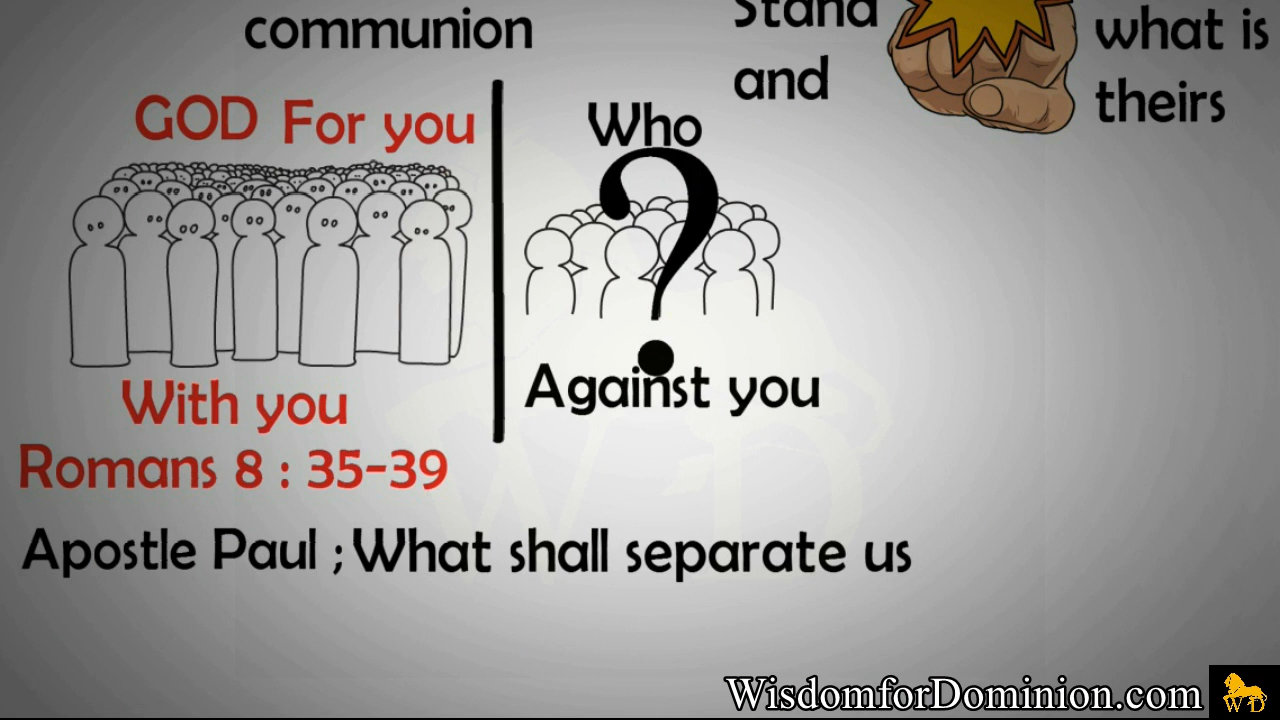 communion
Stand
and
what is
theirs
GOD For you
Who
?
With you
Against you
Romans 8 : 35-39
Apostle Paul ; What shall separate us
WisdomforDominion.com
W D